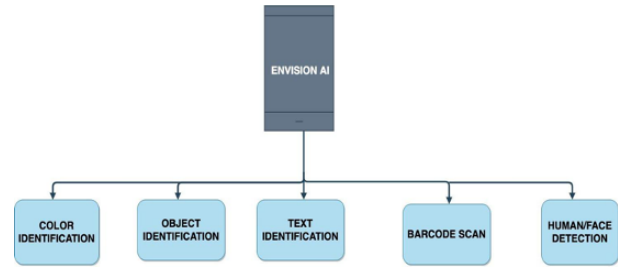 ENVISION AI
COLOR
IDENTIFICATION
OBJECT
IDENTIFICATION
TEXT
IDENTIFICATION
BARCODE SCAN
HUMAN/FACE
DETECTION